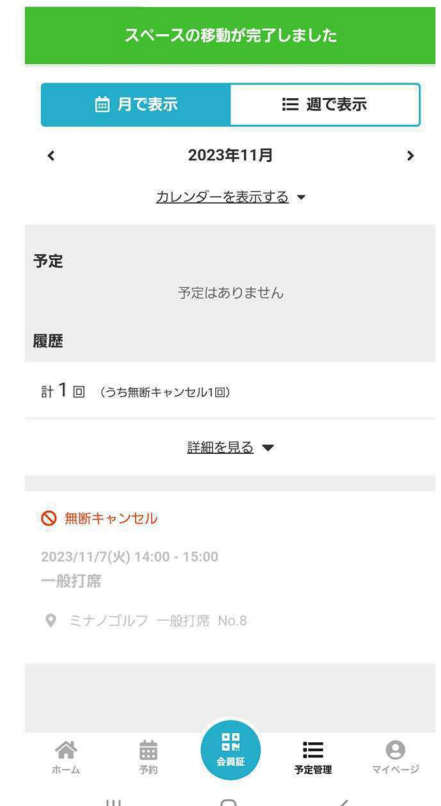 スペースの移動が完了しました
月で表示
週で表示
2023年11月
カレンダーを表示する
予定
予定はありません
履歴
計1回 (うち無断キャンセル1回)
詳細を見る
無断キャンセル
2023/11/7(火) 14:00 - 15:00
一般打席
ミナノゴルフ 一般打席 No.8
ホーム
予約
会員証
予定管理
マイページ